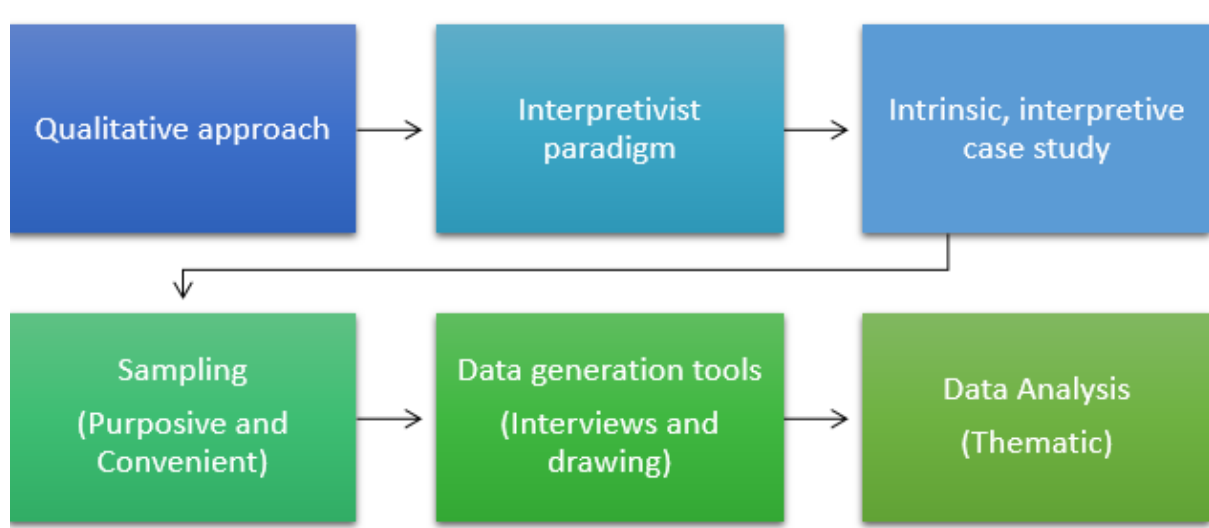 Qualitative approach
Interpretivist
paradigm
Intrinsic, interpretive
case study
Sampling
(Purposive and
Convenient)
Data generation tools
(Interviews and
drawing)
Data Analysis
(Thematic)